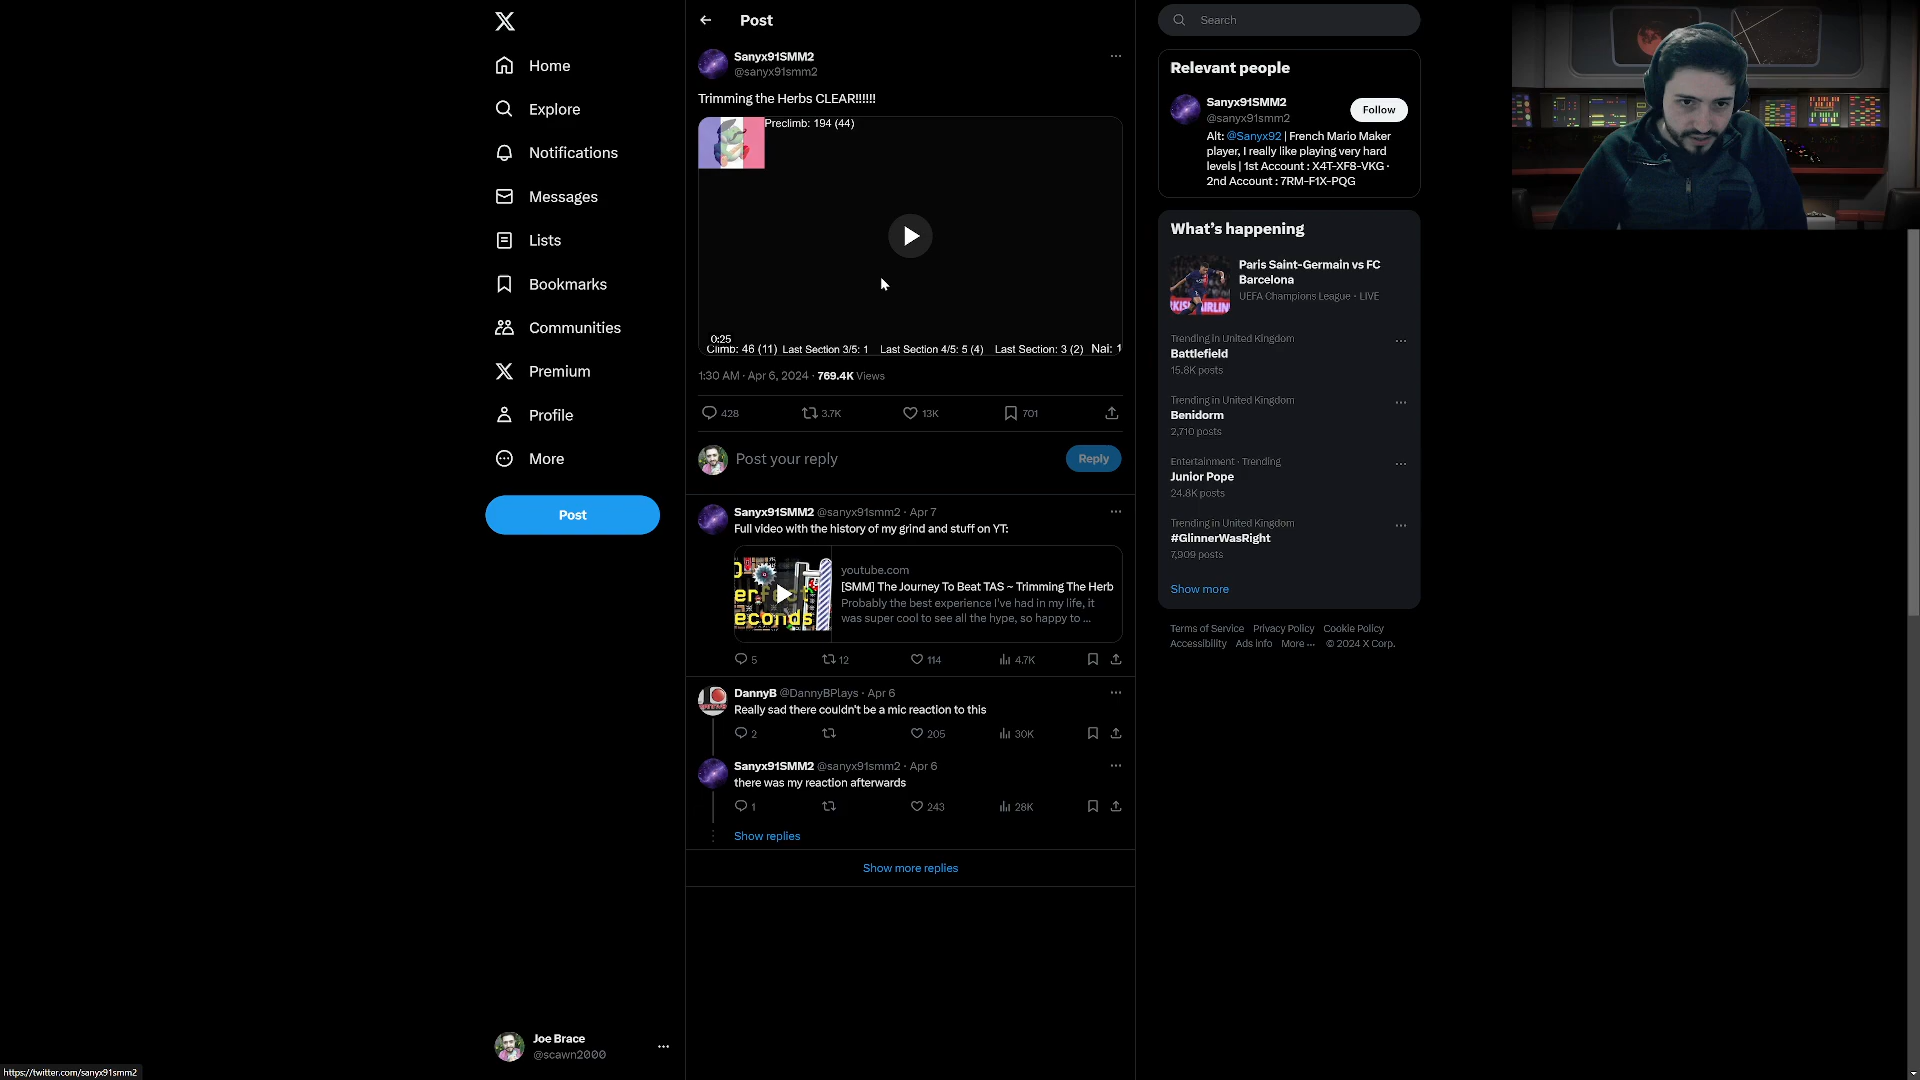 Home
Explore
Notifications
Messages
Lists
Bookmarks
Communities
Premium
Profile
More
Post
Joe Brace
@scawn2000
https://twitter.com/sanyx91smm2
Post
Sanyx91SMM2
@sanyx91smm2
Trimming the Herbs CLEAR!!!!!!
Preclimb: 194 (44)
0:25
Climb: 46 (11) Last Section 3/5: 1 Last Section 4/5: 5 (4) Last Section: 3 (2) Nai: 1
1:30 AM · Apr 6, 2024 · 769.4K Views
428 3.7K 13K 701
Post your reply
Reply
Sanyx91SMM2 @sanyx91smm2 · Apr 7
Full video with the history of my grind and stuff on YT:
youtube.com
[SMM] The Journey To Beat TAS ~ Trimming The Herb
Probably the best experience I've had in my life, it
was super cool to see all the hype, so happy to ...
5 12 114 4.7K
DannyB @DannyBPlays · Apr 6
Really sad there couldn't be a mic reaction to this
2 205 30K
Sanyx91SMM2 @sanyx91smm2 · Apr 6
there was my reaction afterwards
1 243 28K
Show replies
Show more replies
Search
Relevant people
Sanyx91SMM2
@sanyx91smm2
Follow
Alt: @Sanyx92 | French Mario Maker
player, I really like playing very hard
levels | 1st Account : X4T-XF8-VKG ·
2nd Account : 7RM-F1X-PQG
What's happening
Paris Saint-Germain vs FC
Barcelona
UEFA Champions League · LIVE
Trending in United Kingdom
Battlefield
15.8K posts
Trending in United Kingdom
Benidorm
2,710 posts
Entertainment · Trending
Junior Pope
24.8K posts
Trending in United Kingdom
#GlinnerWasRight
7,909 posts
Show more
Terms of Service Privacy Policy Cookie Policy
Accessibility Ads info More ··· © 2024 X Corp.